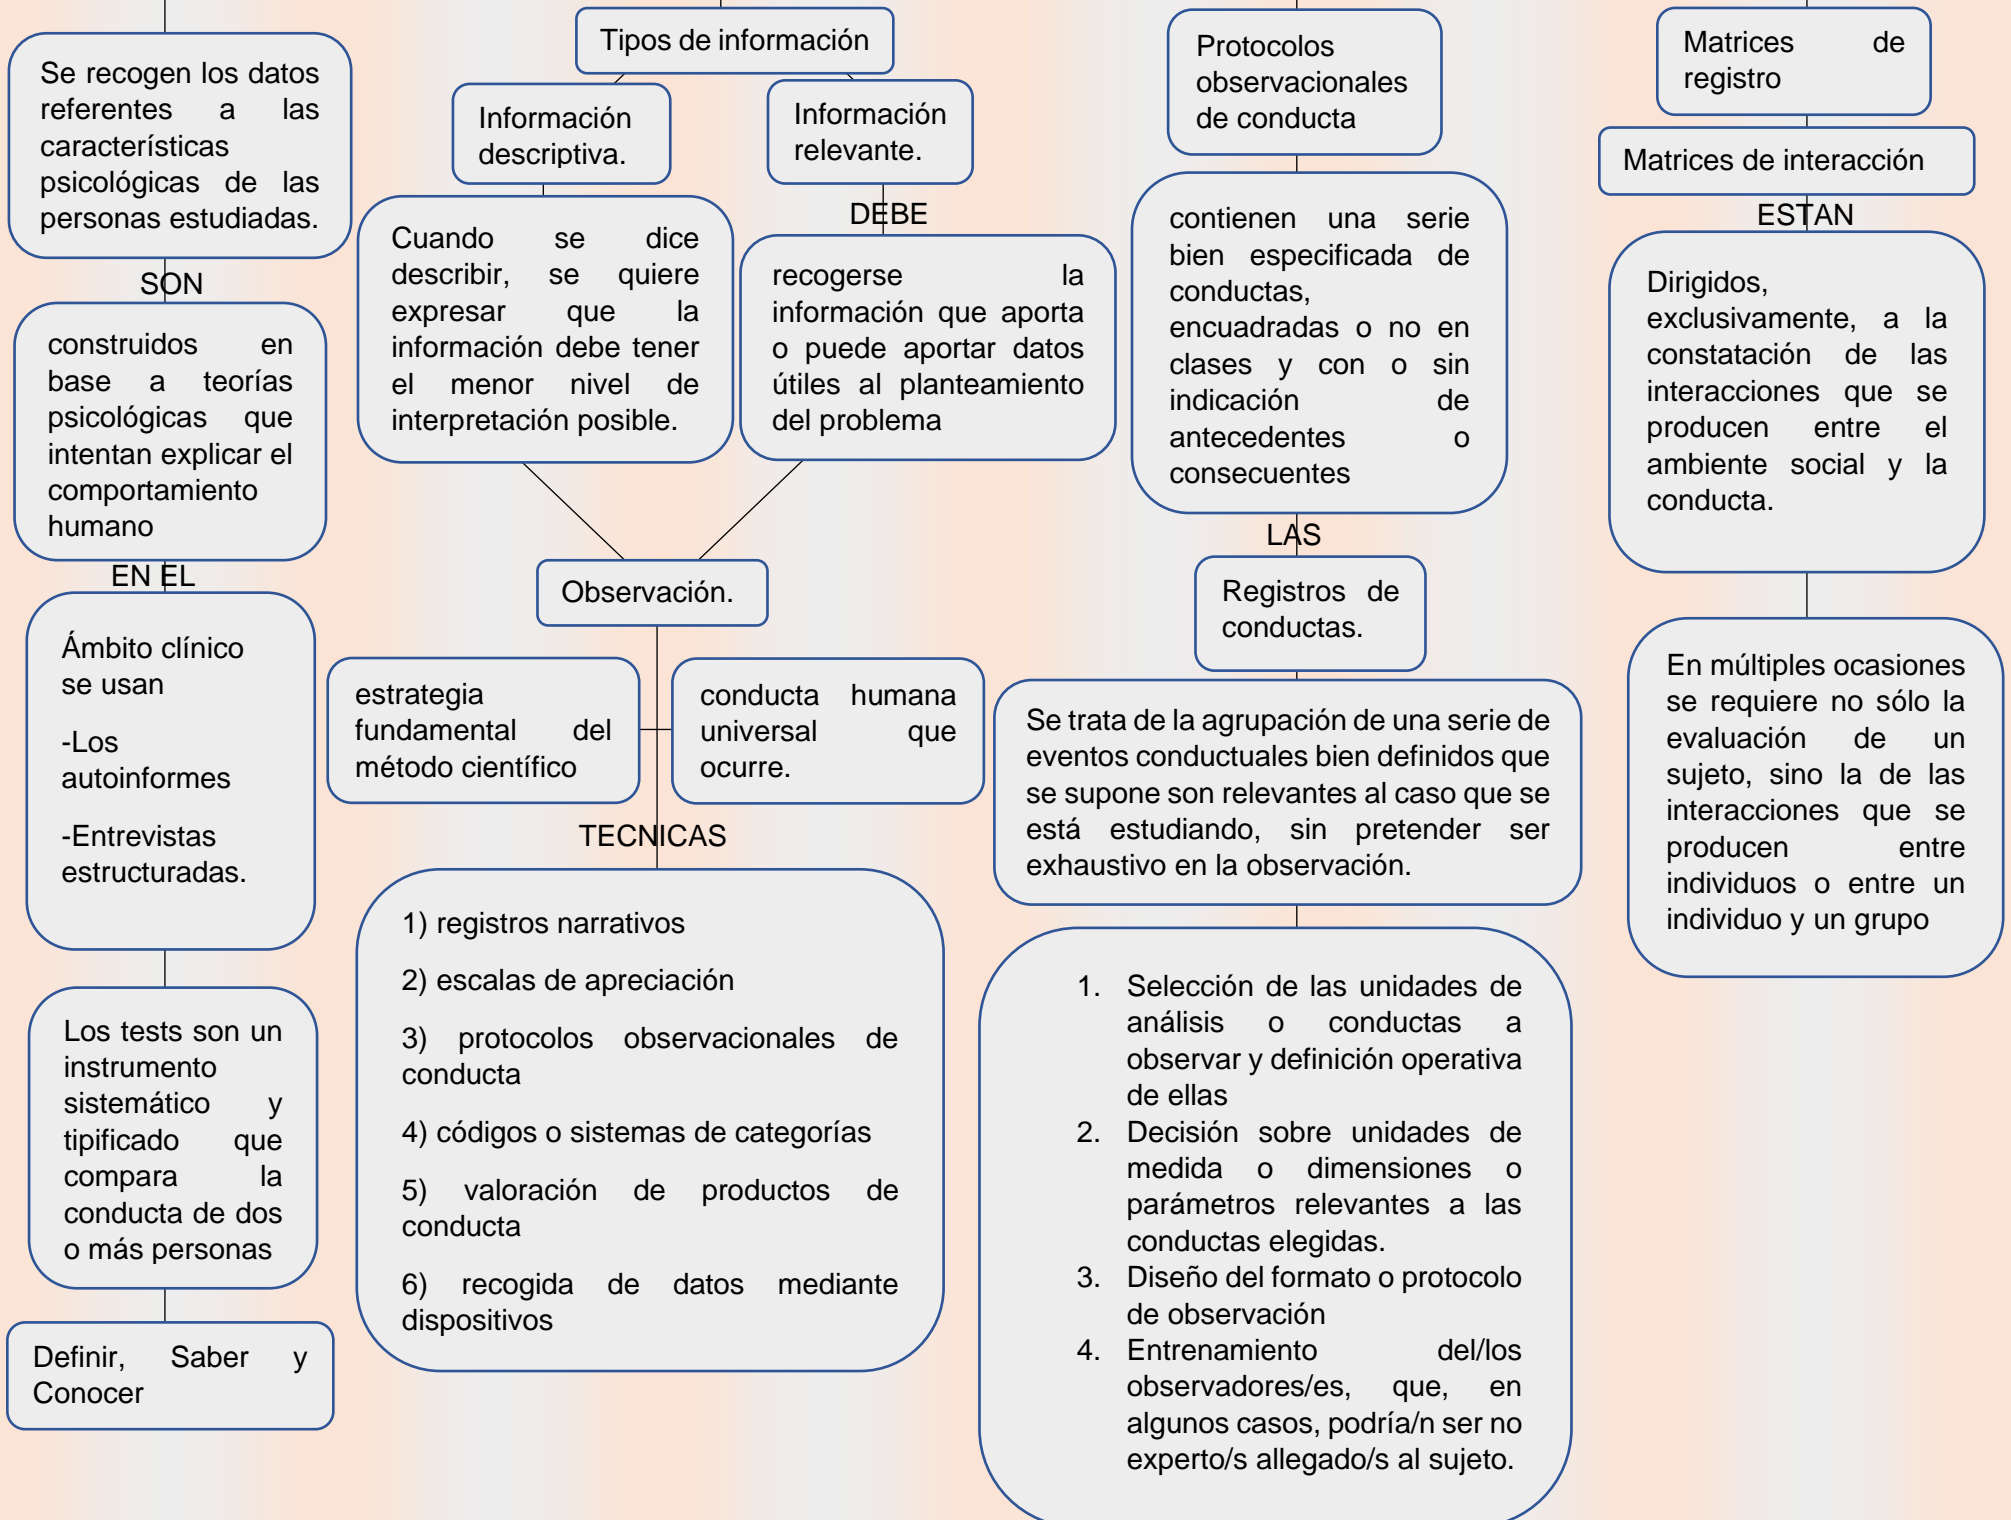 Se recogen los datos
referentes a las
características
psicológicas de las
personas estudiadas.
SON
construidos en
base a teorías
psicológicas que
intentan explicar el
comportamiento
humano
EN EL
Ámbito clínico
se usan
-Los
autoinformes
-Entrevistas
estructuradas.
Los tests son un
instrumento
sistemático y
tipificado que
compara la
conducta de dos
o más personas
Definir, Saber y
Conocer
Tipos de información
Información
descriptiva.
Cuando se dice
describir, se quiere
expresar que la
información debe tener
el menor nivel de
interpretación posible.
Información
relevante.
DEBE
recogerse la
información que aporta
o puede aportar datos
útiles al planteamiento
del problema
Observación.
estrategia
fundamental del
método científico
conducta humana
universal que
ocurre.
TECNICAS
1) registros narrativos
2) escalas de apreciación
3) protocolos observacionales de
conducta
4) códigos o sistemas de categorías
5) valoración de productos de
conducta
6) recogida de datos mediante
dispositivos
Protocolos
observacionales
de conducta
contienen una serie
bien especificada de
conductas,
encuadradas o no en
clases y con o sin
indicación de
antecedentes o
consecuentes
LAS
Registros de
conductas.
Se trata de la agrupación de una serie de
eventos conductuales bien definidos que
se supone son relevantes al caso que se
está estudiando, sin pretender ser
exhaustivo en la observación.
1. Selección de las unidades de
análisis o conductas a
observar y definición operativa
de ellas
2. Decisión sobre unidades de
medida o dimensiones o
parámetros relevantes a las
conductas elegidas.
3. Diseño del formato o protocolo
de observación
4. Entrenamiento del/los
observadores/es, que, en
algunos casos, podría/n ser no
experto/s allegado/s al sujeto.
Matrices de
registro
Matrices de interacción
ESTAN
Dirigidos,
exclusivamente, a la
constatación de las
interacciones que se
producen entre el
ambiente social y la
conducta.
En múltiples ocasiones
se requiere no sólo la
evaluación de un
sujeto, sino la de las
interacciones que se
producen entre
individuos o entre un
individuo y un grupo